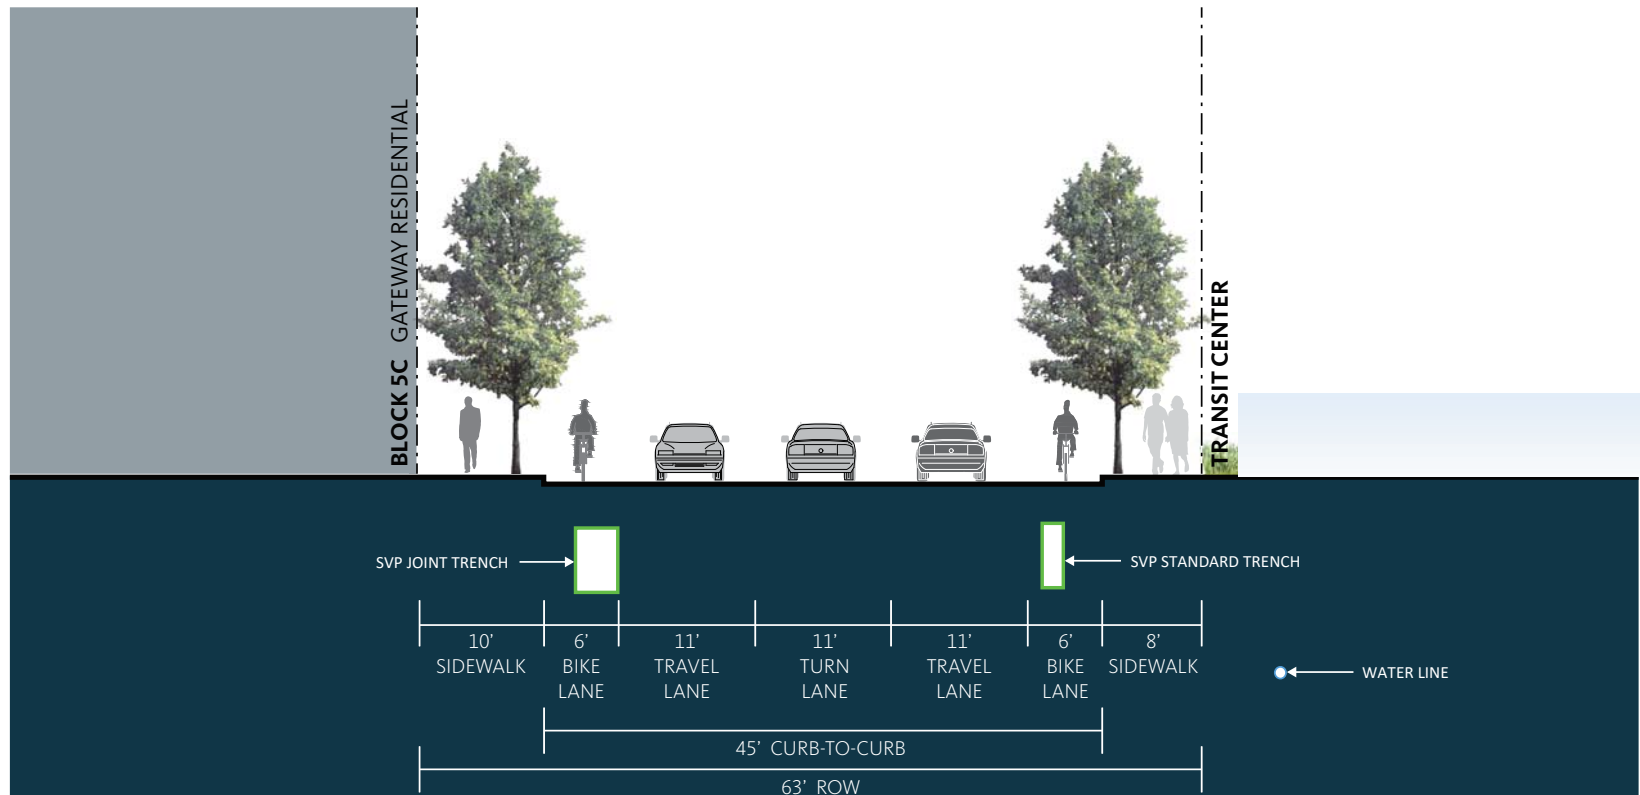 BLOCK 5C GATEWAY RESIDENTIAL
TRANSIT CENTER
SVP JOINT TRENCH
SVP STANDARD TRENCH
10’
SIDEWALK
6’
BIKE
LANE
11’
TRAVEL
LANE
11’
TURN
LANE
11’
TRAVEL
LANE
6’
BIKE
LANE
8’
SIDEWALK
WATER LINE
45’ CURB-TO-CURB
63’ ROW